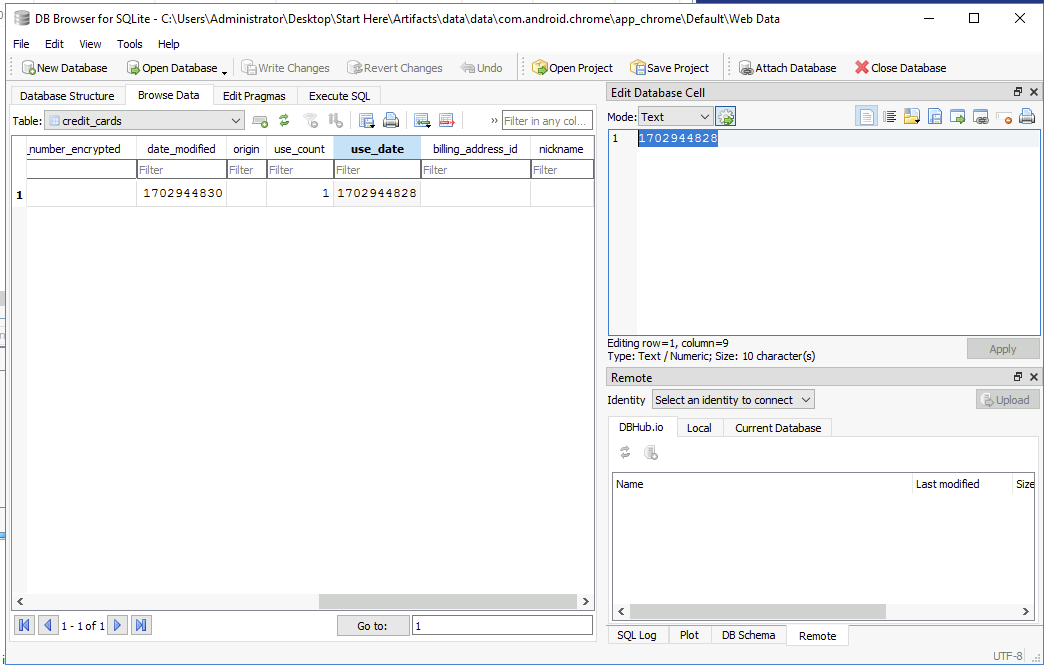 DB Browser for SQLite - C:\Users\Administrator\Desktop\Start Here\Artifacts\data\data\com.android.chrome\app_chrome\Default\Web Data
File Edit View Tools Help
New Database Open Database Write Changes Revert Changes Undo Open Project Save Project Attach Database Close Database
Database Structure Browse Data Edit Pragmas Execute SQL
Table: credit_cards » Filter in any col...
_number_encrypted date_modified origin use_count use_date billing_address_id nickname
Filter Filter Filter Filter Filter Filter
1 1702944830 1 1702944828
1 - 1 of 1 Go to: 1
Edit Database Cell
Mode: Text
1 1702944828
Editing row=1, column=9
Type: Text / Numeric; Size: 10 character(s)
Apply
Remote
Identity Select an identity to connect Upload
DBHub.io Local Current Database
Name Last modified Size
SQL Log Plot DB Schema Remote
UTF-8